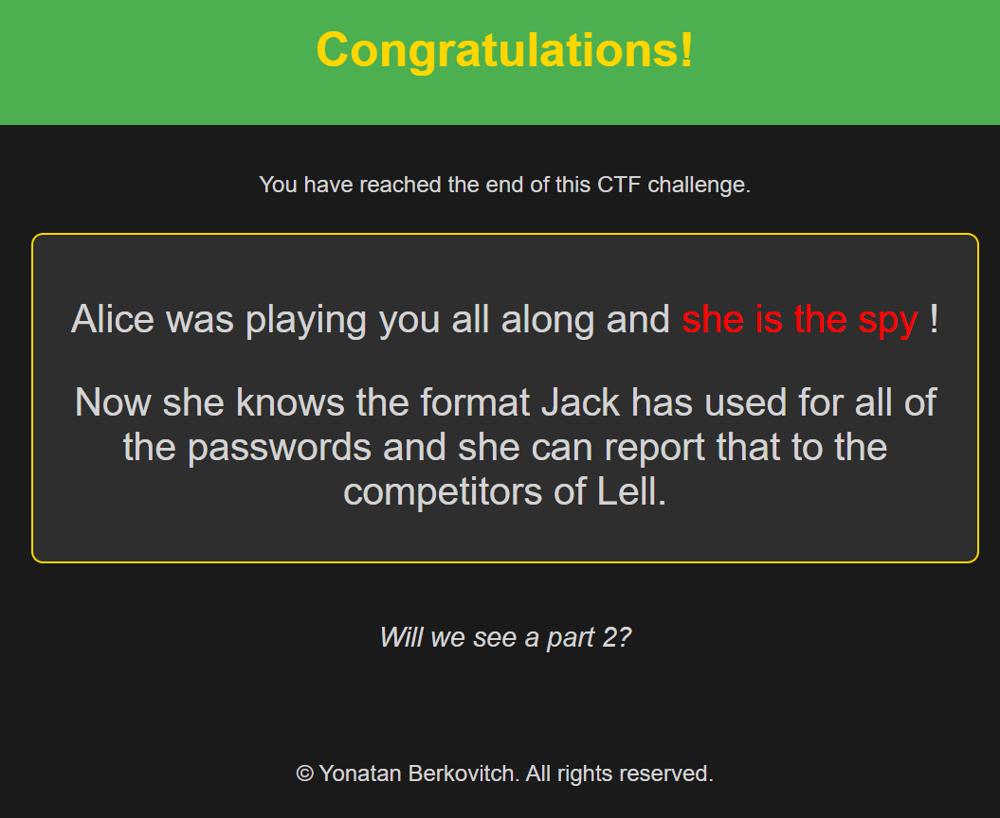 Congratulations!
You have reached the end of this CTF challenge.
Alice was playing you all along and she is the spy !
Now she knows the format Jack has used for all of
the passwords and she can report that to the
competitors of Lell.
Will we see a part 2?
© Yonatan Berkovitch. All rights reserved.